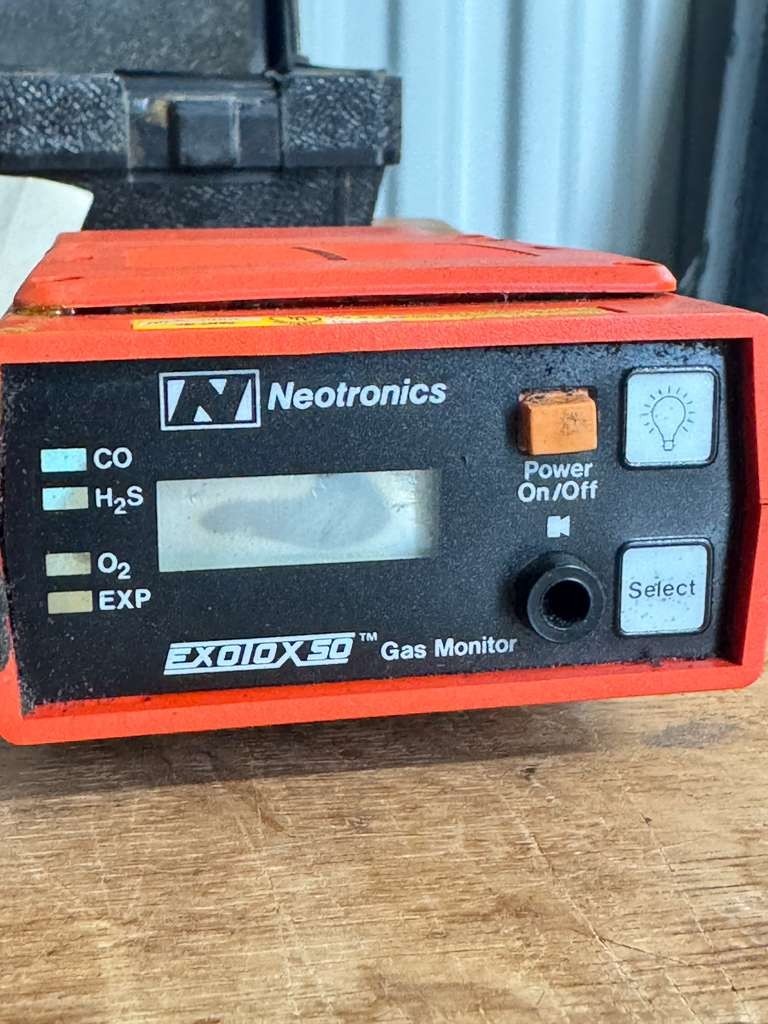 Neotronics
CO
H₂S
O₂
EXP
Power
On/Off
Select
EXOTOX 50™ Gas Monitor